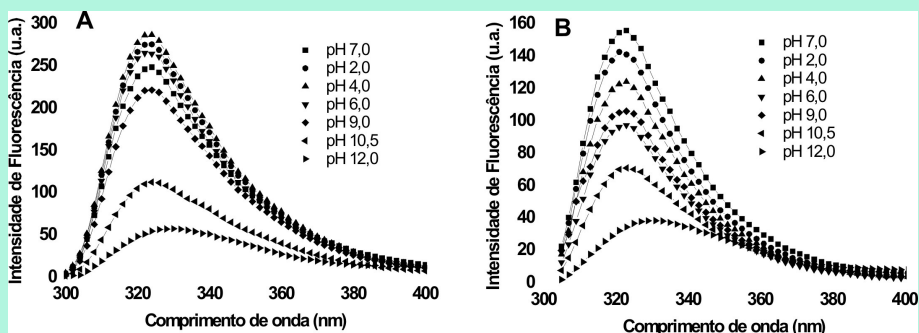 A
Intensidade de Fluorescência (u.a.)
300
250
200
150
100
50
0
pH 7,0
pH 2,0
pH 4,0
pH 6,0
pH 9,0
pH 10,5
pH 12,0
300 320 340 360 380 400
Comprimento de onda (nm)
B
Intensidade de Fluorescência (u.a.)
160
140
120
100
80
60
40
20
0
pH 7,0
pH 2,0
pH 4,0
pH 6,0
pH 9,0
pH 10,5
pH 12,0
300 320 340 360 380 400
Comprimento de onda (nm)